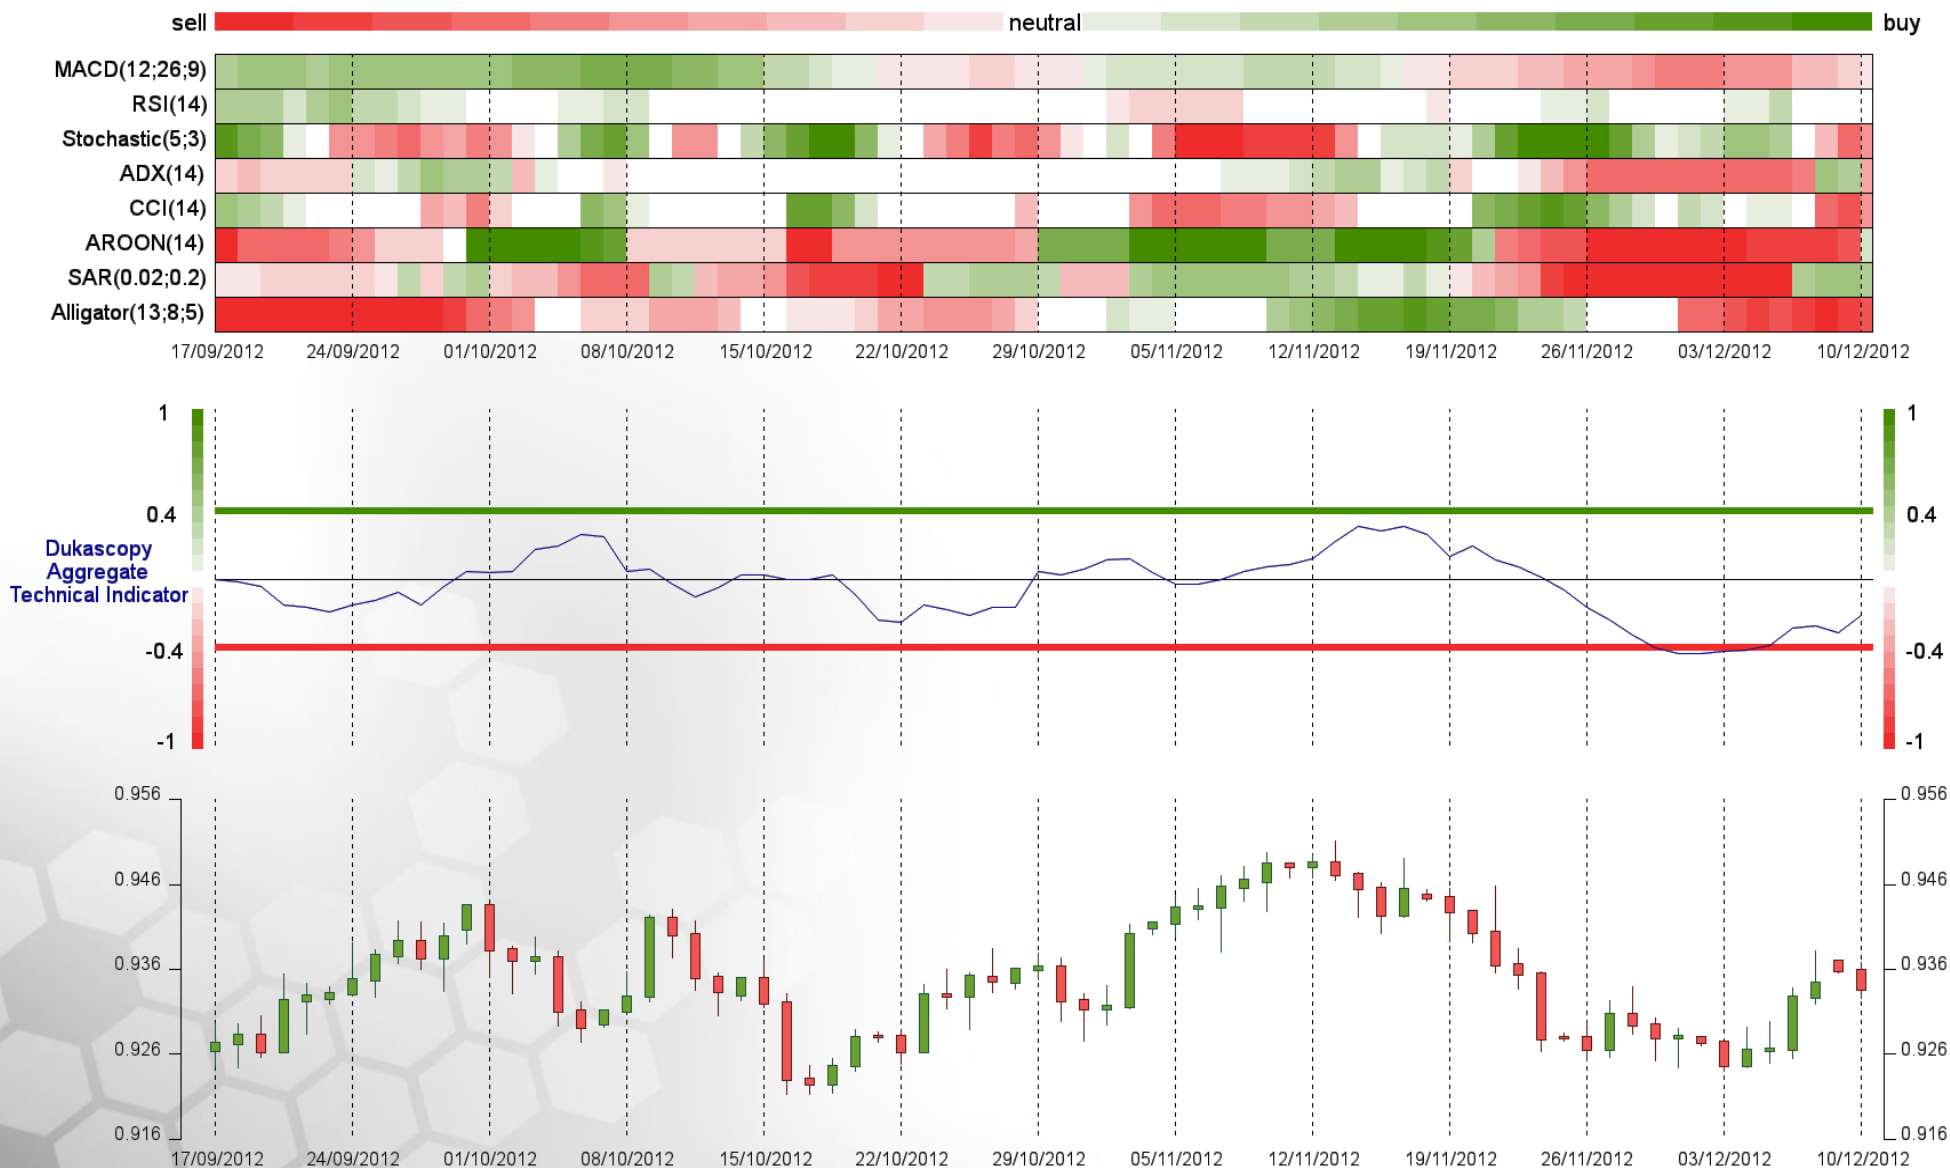 sell neutral buy
MACD(12;26;9)
RSI(14)
Stochastic(5;3)
ADX(14)
CCI(14)
AROON(14)
SAR(0.02;0.2)
Alligator(13;8;5)
17/09/2012 24/09/2012 01/10/2012 08/10/2012 15/10/2012 22/10/2012 29/10/2012 05/11/2012 12/11/2012 19/11/2012 26/11/2012 03/12/2012 10/12/2012
1 1
0.4 0.4
Dukascopy
Aggregate
Technical Indicator
-0.4 -0.4
-1 -1
0.956 0.956
0.946 0.946
0.936 0.936
0.926 0.926
0.916 0.916
17/09/2012 24/09/2012 01/10/2012 08/10/2012 15/10/2012 22/10/2012 29/10/2012 05/11/2012 12/11/2012 19/11/2012 26/11/2012 03/12/2012 10/12/2012